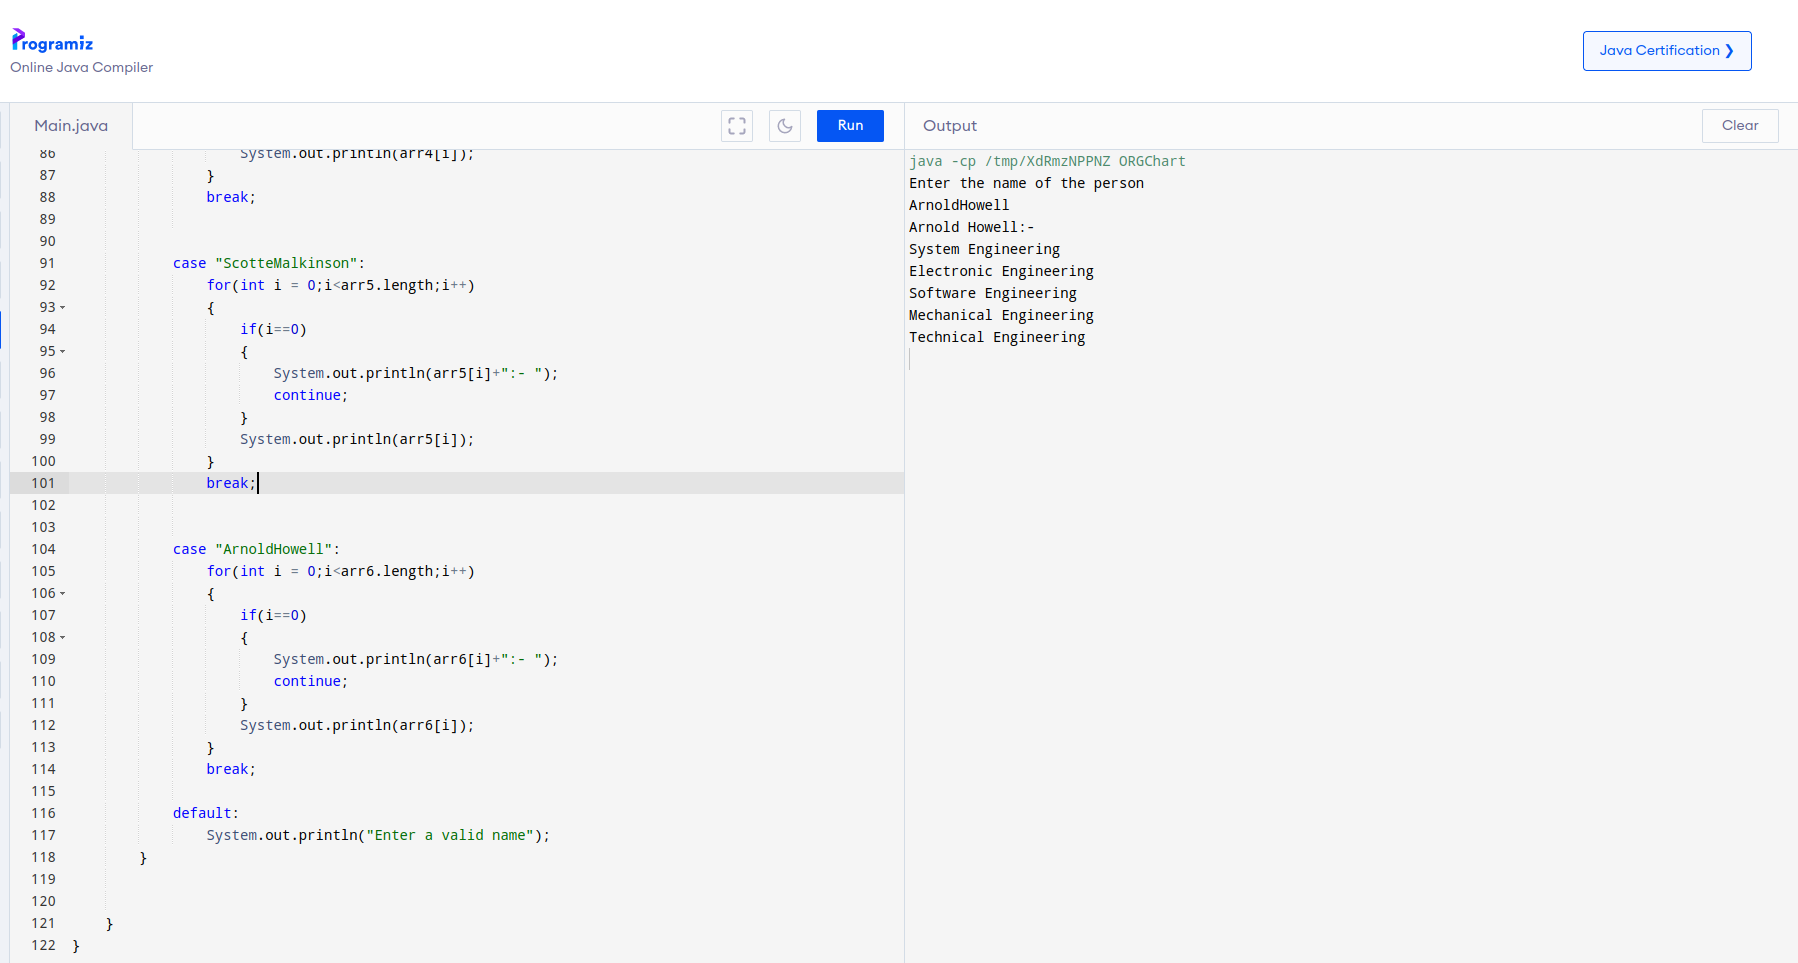 Programiz
Online Java Compiler
Java Certification ❯
Main.java
Run
Output
Clear
86 System.out.println(arr4[i]);
87 }
88 break;
89
90
91 case "ScotteMalkinson":
92 for(int i = 0;i<arr5.length;i++)
93 {
94 if(i==0)
95 {
96 System.out.println(arr5[i]+":- ");
97 continue;
98 }
99 System.out.println(arr5[i]);
100 }
101 break;
102
103
104 case "ArnoldHowell":
105 for(int i = 0;i<arr6.length;i++)
106 {
107 if(i==0)
108 {
109 System.out.println(arr6[i]+":- ");
110 continue;
111 }
112 System.out.println(arr6[i]);
113 }
114 break;
115
116 default:
117 System.out.println("Enter a valid name");
118 }
119
120
121 }
122 }
java -cp /tmp/XdRmzNPPNZ ORGChart
Enter the name of the person
ArnoldHowell
Arnold Howell:-
System Engineering
Electronic Engineering
Software Engineering
Mechanical Engineering
Technical Engineering